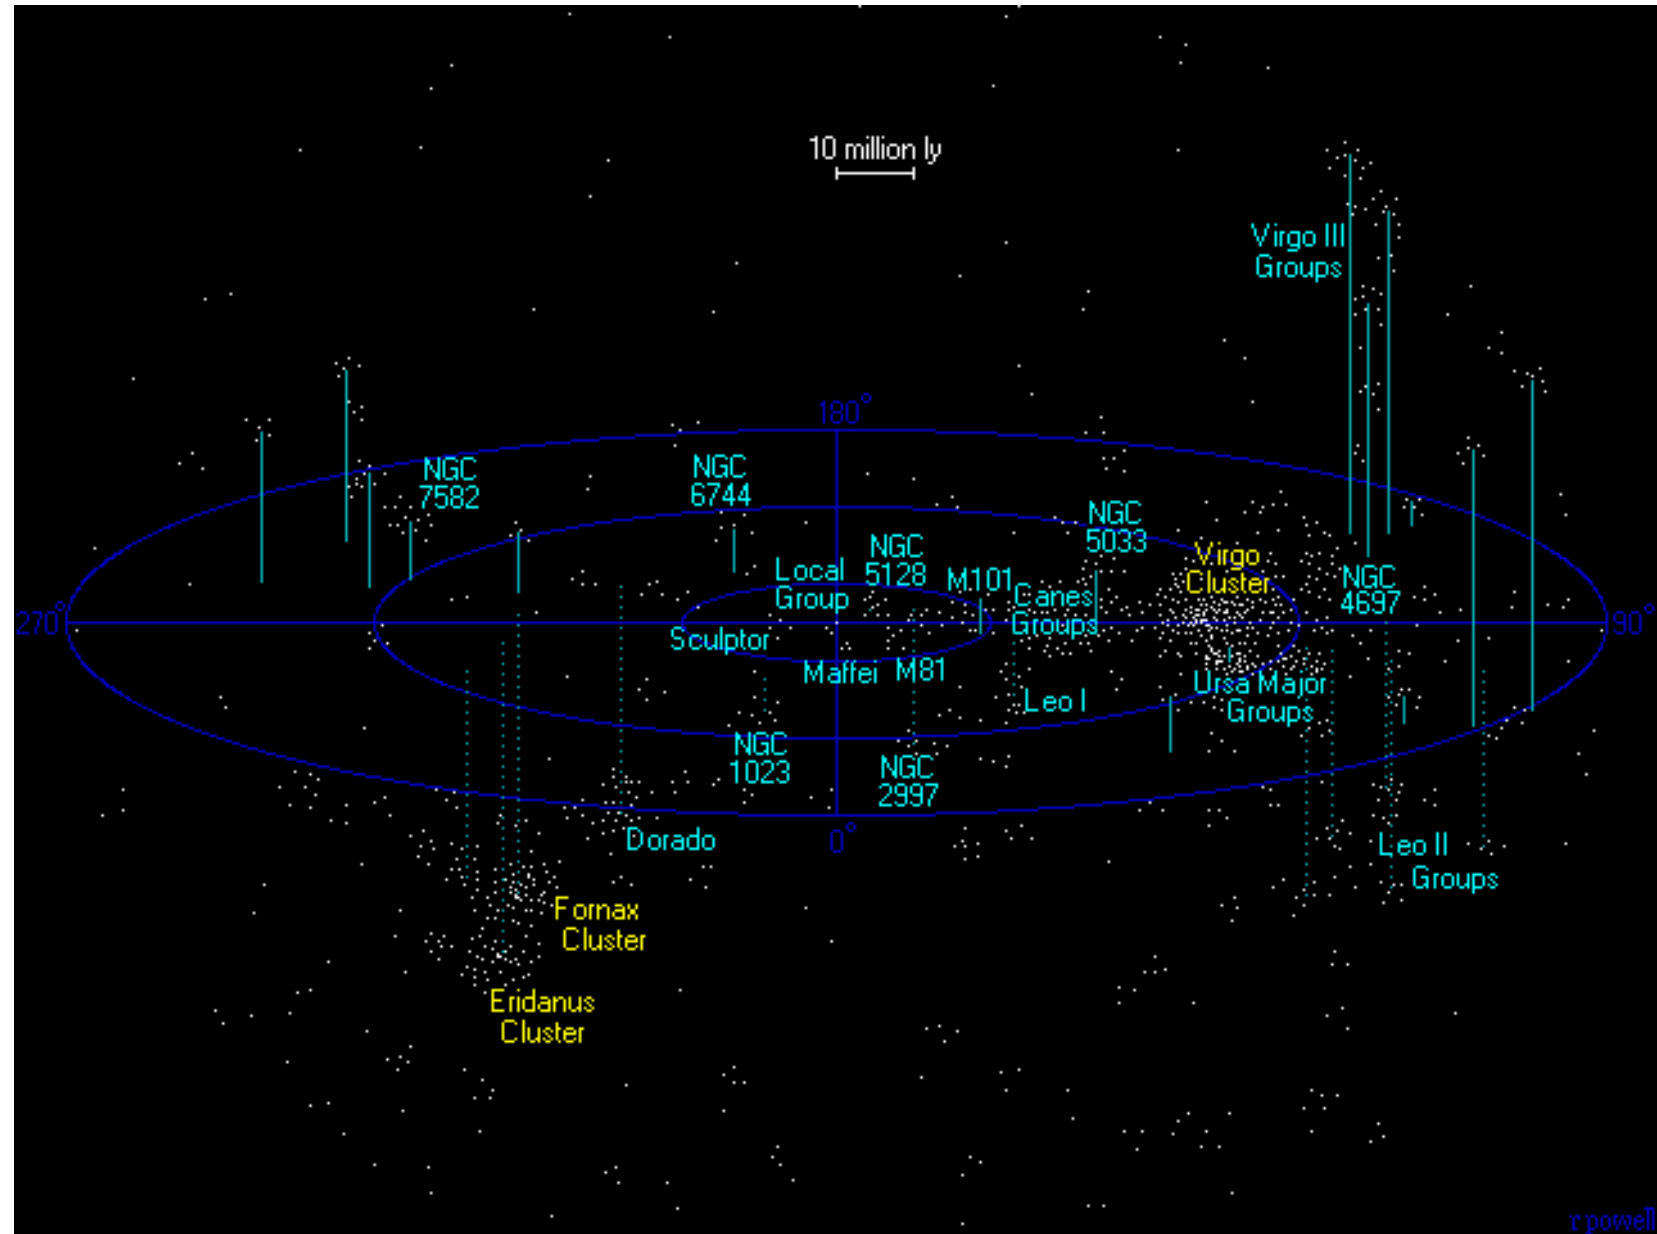 10 million ly
Virgo III
Groups
180°
NGC
7582
NGC
6744
NGC
5033
NGC
5128
Virgo
Cluster
Local
Group
M101
Canes
Groups
NGC
4697
270°
90°
Sculptor
Maffei
M81
Leo I
Ursa Major
Groups
NGC
1023
NGC
2997
0°
Dorado
Leo II
Groups
Fornax
Cluster
Eridanus
Cluster
r powell